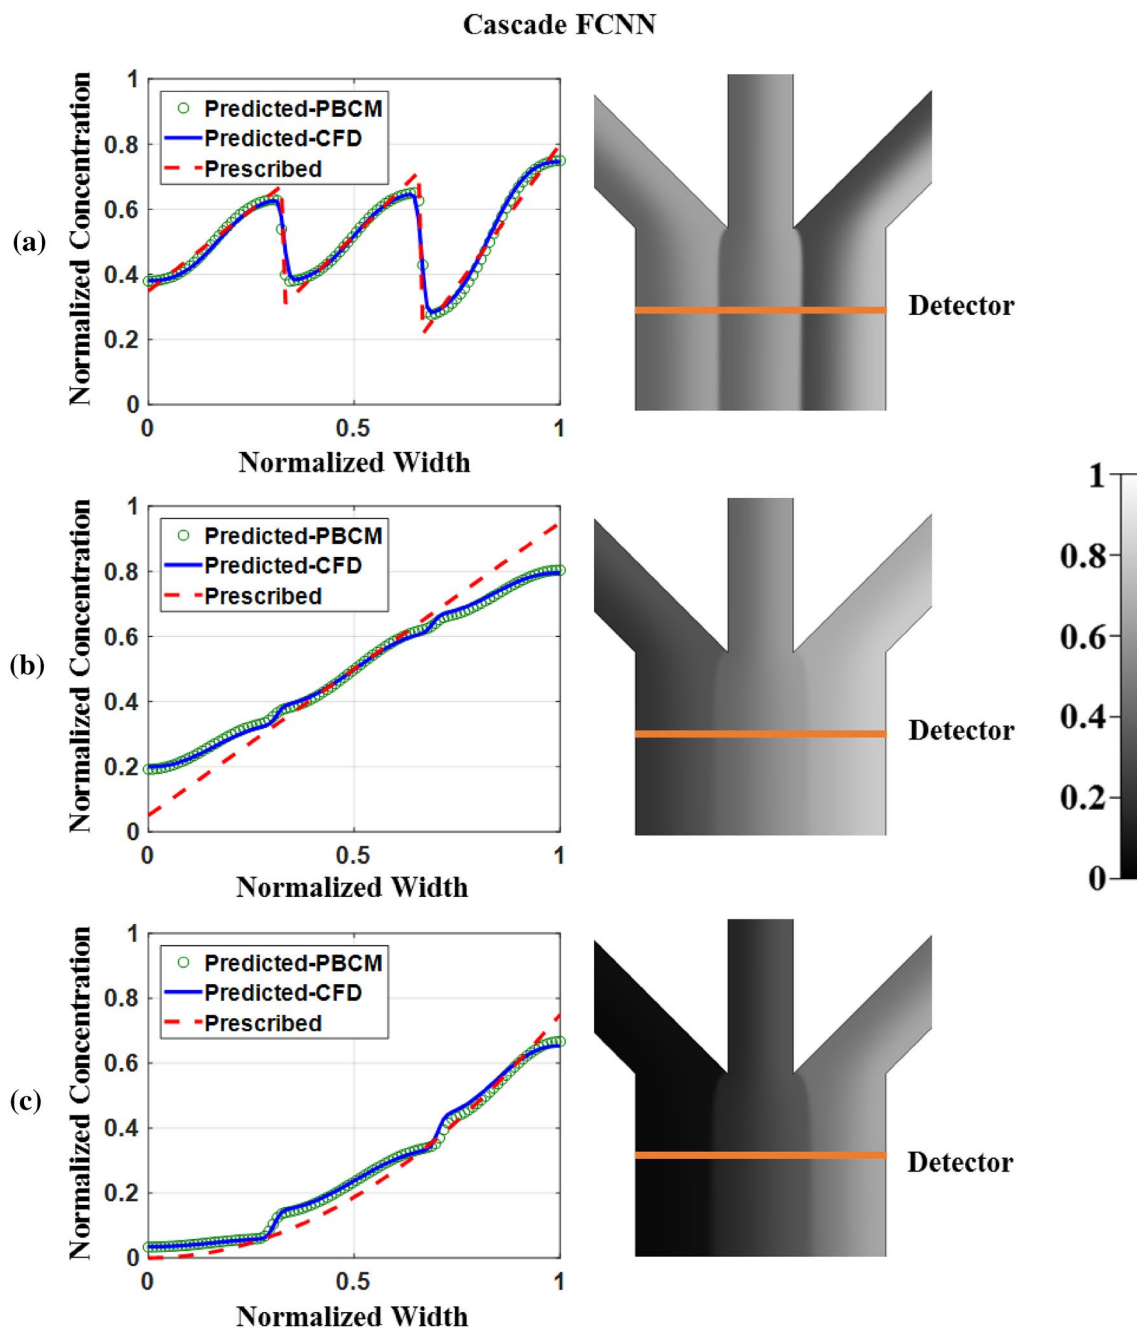 Cascade FCNN
(a)
Normalized Concentration
1
0.8
0.6
0.4
0.2
0
Predicted-PBCM
Predicted-CFD
Prescribed
0 0.5 1
Normalized Width
Detector
(b)
Normalized Concentration
1
0.8
0.6
0.4
0.2
0
Predicted-PBCM
Predicted-CFD
Prescribed
0 0.5 1
Normalized Width
Detector
1
0.8
0.6
0.4
0.2
0
(c)
Normalized Concentration
1
0.8
0.6
0.4
0.2
0
Predicted-PBCM
Predicted-CFD
Prescribed
0 0.5 1
Normalized Width
Detector